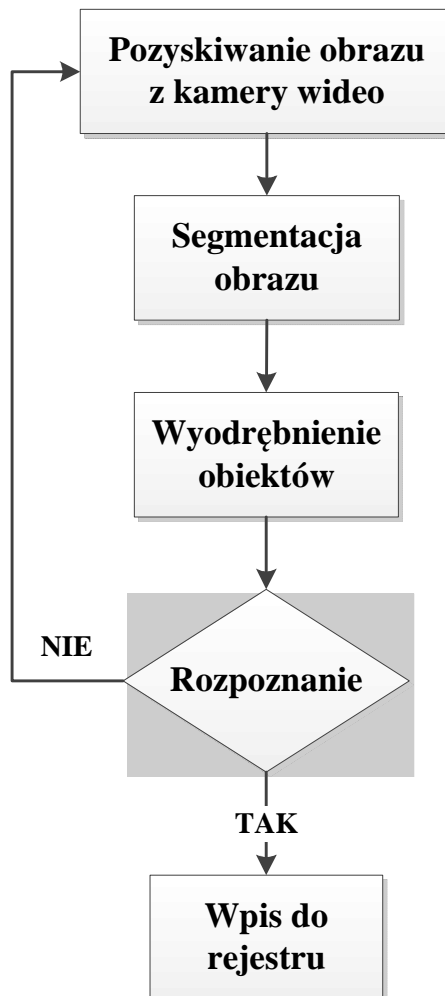 Pozyskiwanie obrazu
z kamery wideo
Segmentacja
obrazu
Wyodrębnienie
obiektów
NIE
Rozpoznanie
TAK
Wpis do
rejestru